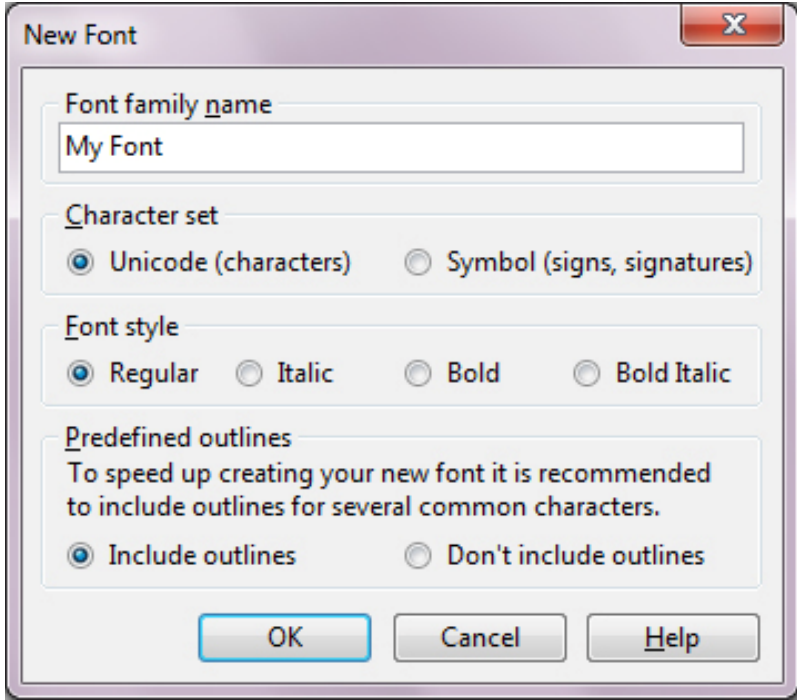 New Font
Font family name
My Font
Character set
Unicode (characters) Symbol (signs, signatures)
Font style
Regular Italic Bold Bold Italic
Predefined outlines
To speed up creating your new font it is recommended
to include outlines for several common characters.
Include outlines Don't include outlines
OK Cancel Help